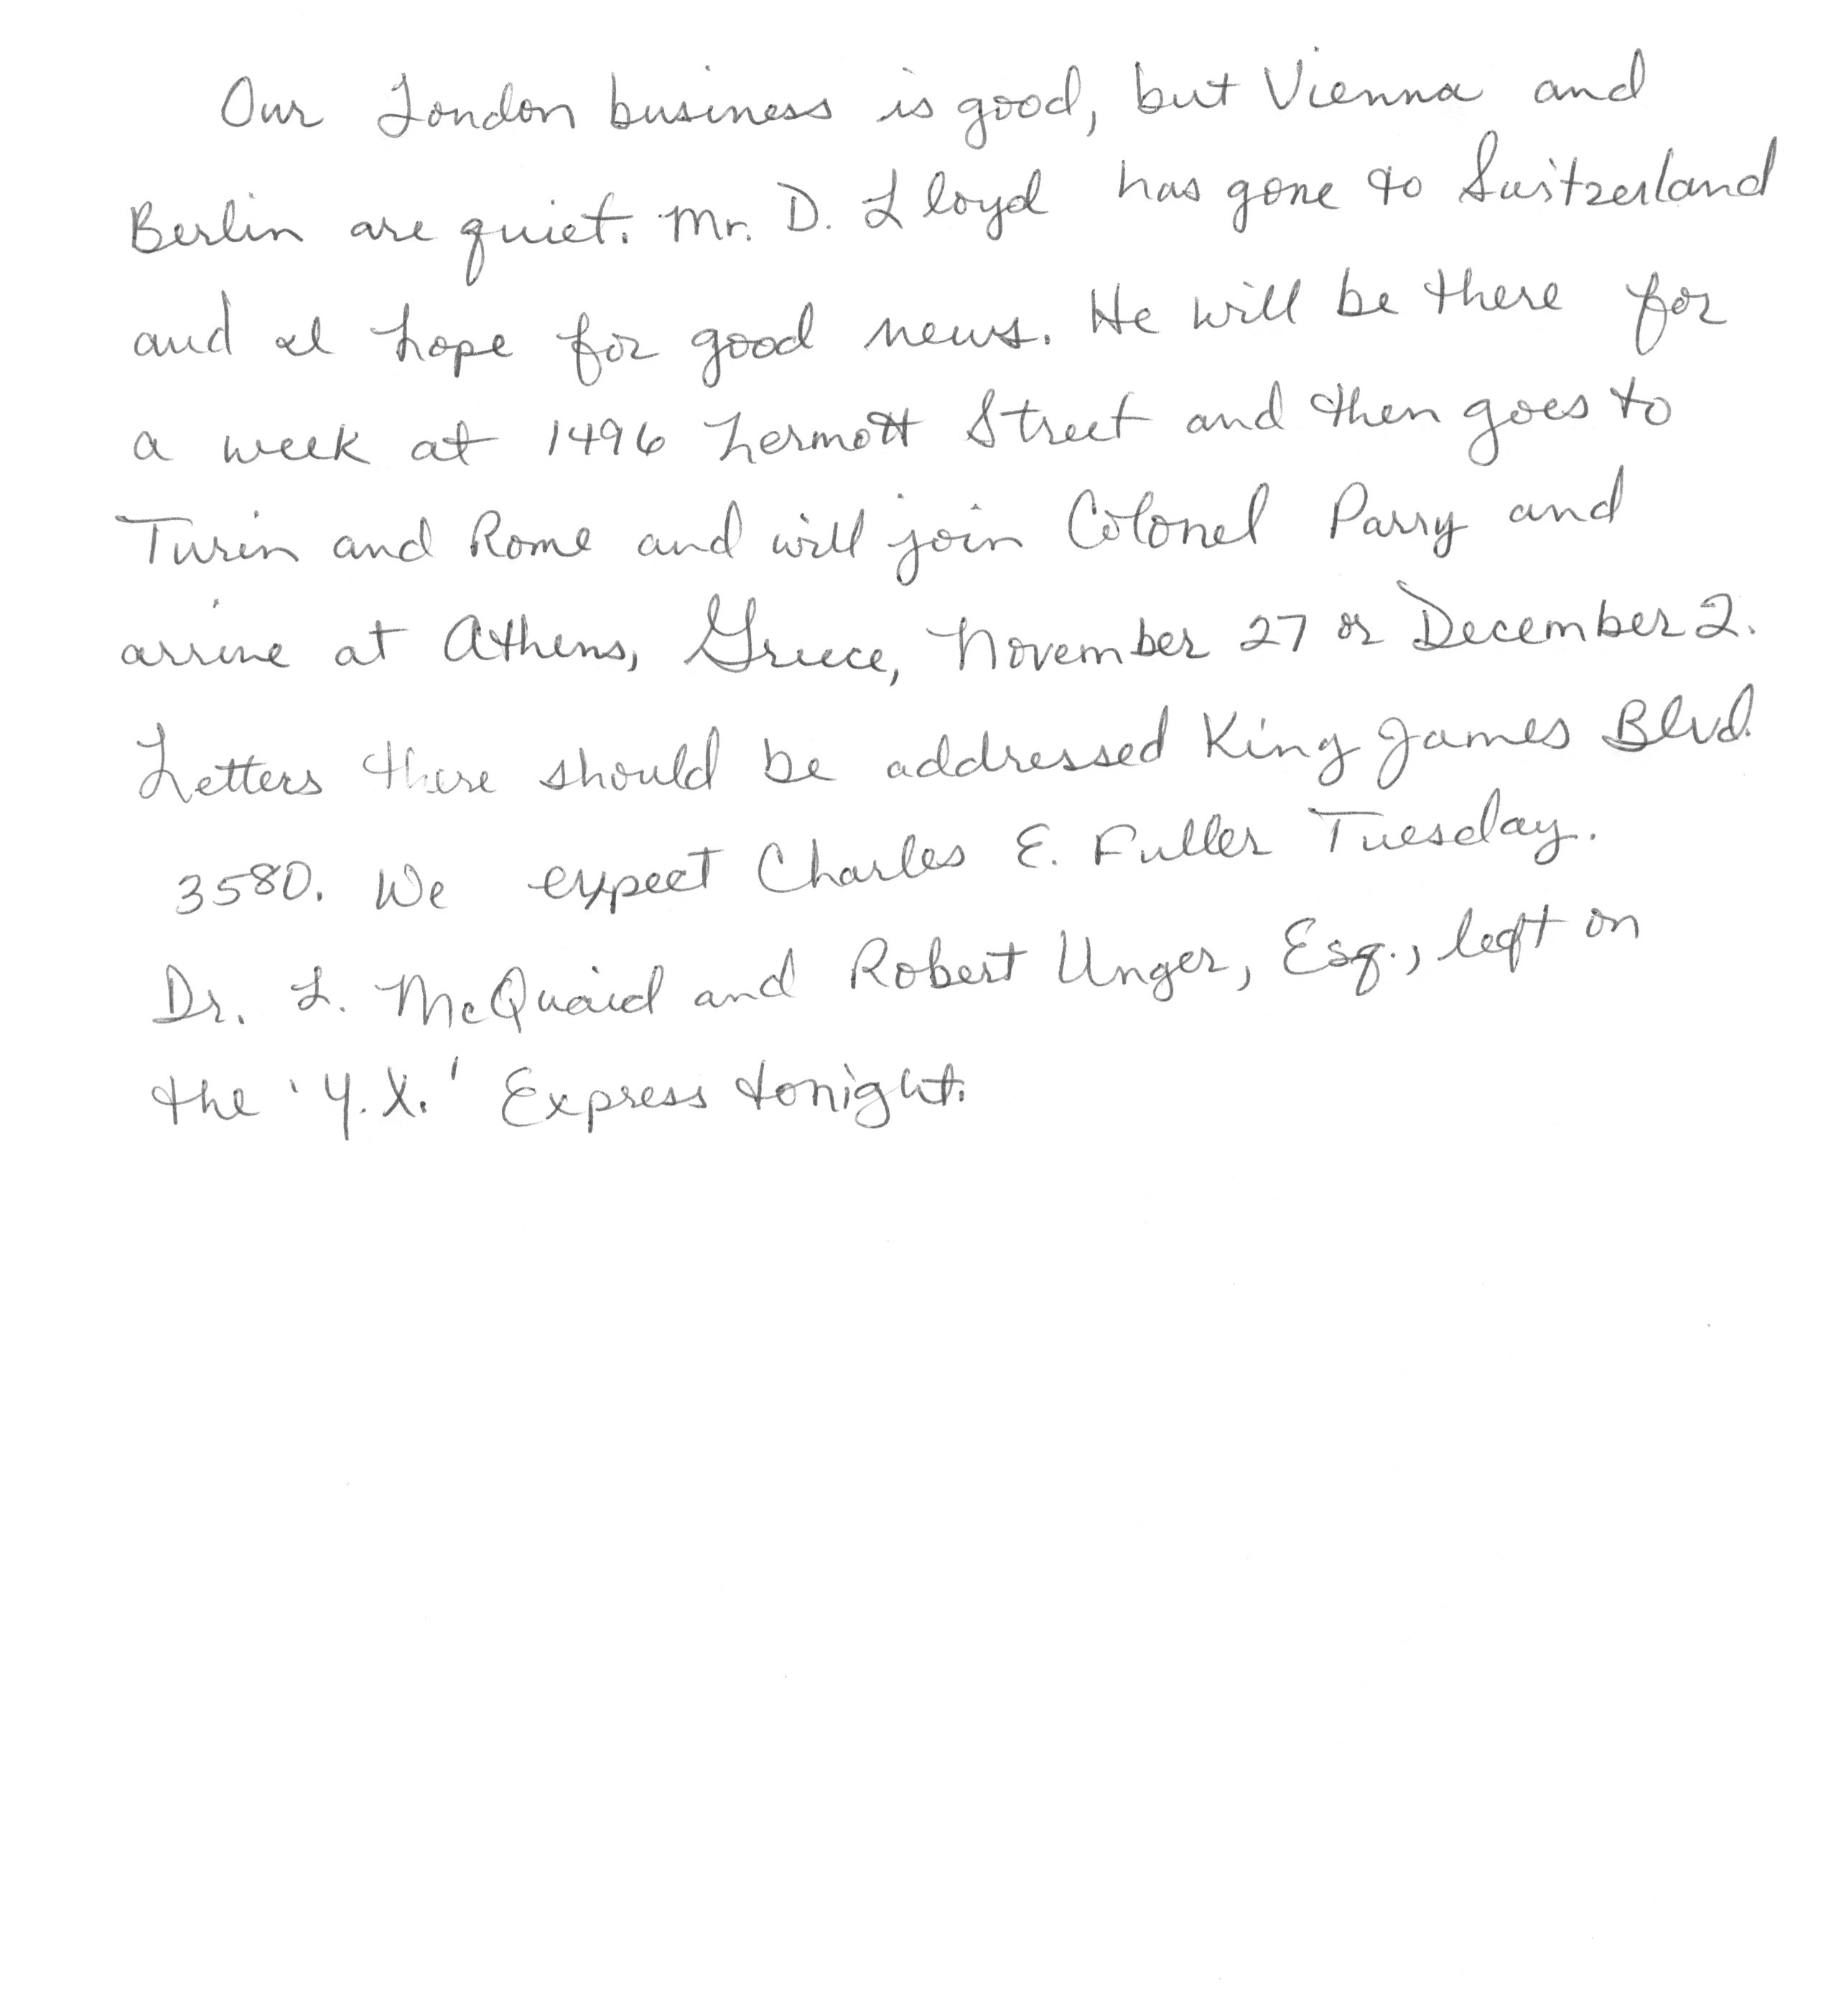 Our London business is good, but Vienna and
Berlin are quiet. Mr. D. Lloyd has gone to Switzerland
and I hope for good news. He will be there for
a week at 1496 Zermott Street and then goes to
Turin and Rome and will join Colonel Parry and
arrive at Athens, Greece, November 27 or December 2.
Letters there should be addressed King James Blvd.
3580. We expect Charles E. Fuller Tuesday.
Dr. L. McQuaid and Robert Unger, Esq., left on
the 'Y.X.' Express tonight.